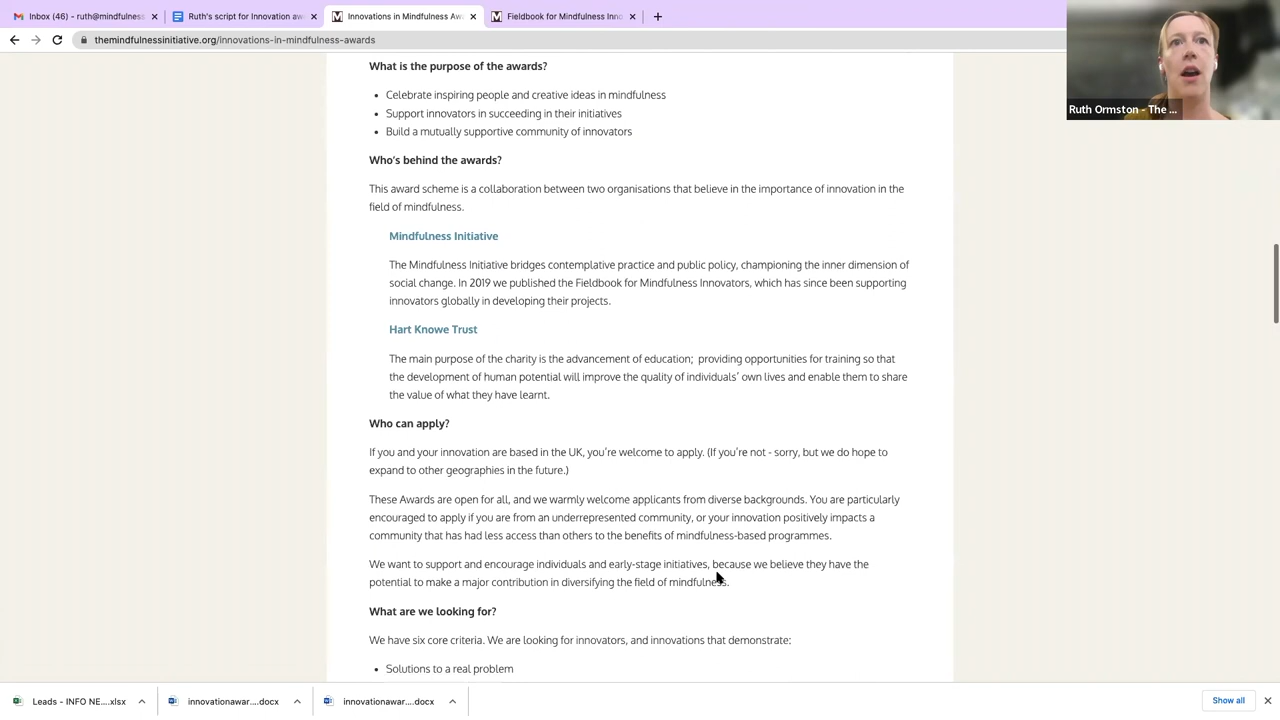 Inbox (46) - ruth@mindfulness
Ruth's script for Innovation aw
Innovations in Mindfulness Aw
Fieldbook for Mindfulness Inno
themindfulnessinitiative.org/innovations-in-mindfulness-awards
Ruth Ormston - The ...
What is the purpose of the awards?
Celebrate inspiring people and creative ideas in mindfulness
Support innovators in succeeding in their initiatives
Build a mutually supportive community of innovators
Who's behind the awards?
This award scheme is a collaboration between two organisations that believe in the importance of innovation in the
field of mindfulness.
Mindfulness Initiative
The Mindfulness Initiative bridges contemplative practice and public policy, championing the inner dimension of
social change. In 2019 we published the Fieldbook for Mindfulness Innovators, which has since been supporting
innovators globally in developing their projects.
Hart Knowe Trust
The main purpose of the charity is the advancement of education; providing opportunities for training so that
the development of human potential will improve the quality of individuals' own lives and enable them to share
the value of what they have learnt.
Who can apply?
If you and your innovation are based in the UK, you're welcome to apply. (If you're not - sorry, but we do hope to
expand to other geographies in the future.)
These Awards are open for all, and we warmly welcome applicants from diverse backgrounds. You are particularly
encouraged to apply if you are from an underrepresented community, or your innovation positively impacts a
community that has had less access than others to the benefits of mindfulness-based programmes.
We want to support and encourage individuals and early-stage initiatives, because we believe they have the
potential to make a major contribution in diversifying the field of mindfulness.
What are we looking for?
We have six core criteria. We are looking for innovators, and innovations that demonstrate:
Solutions to a real problem
Leads - INFO NE....xlsx
innovationawar....docx
innovationawar....docx
Show all